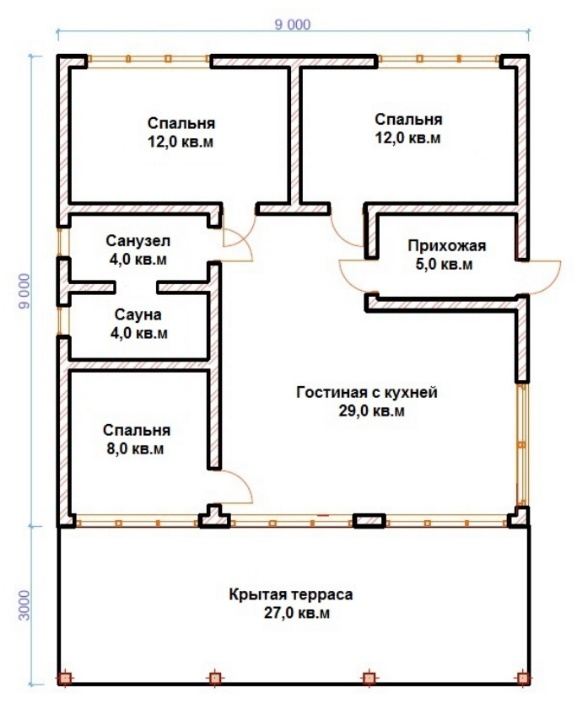 9 000
Спальня
12,0 кв.м
Спальня
12,0 кв.м
Санузел
4,0 кв.м
Прихожая
5,0 кв.м
9 000
Сауна
4,0 кв.м
Гостиная с кухней
29,0 кв.м
Спальня
8,0 кв.м
Крытая терраса
27,0 кв.м
3000